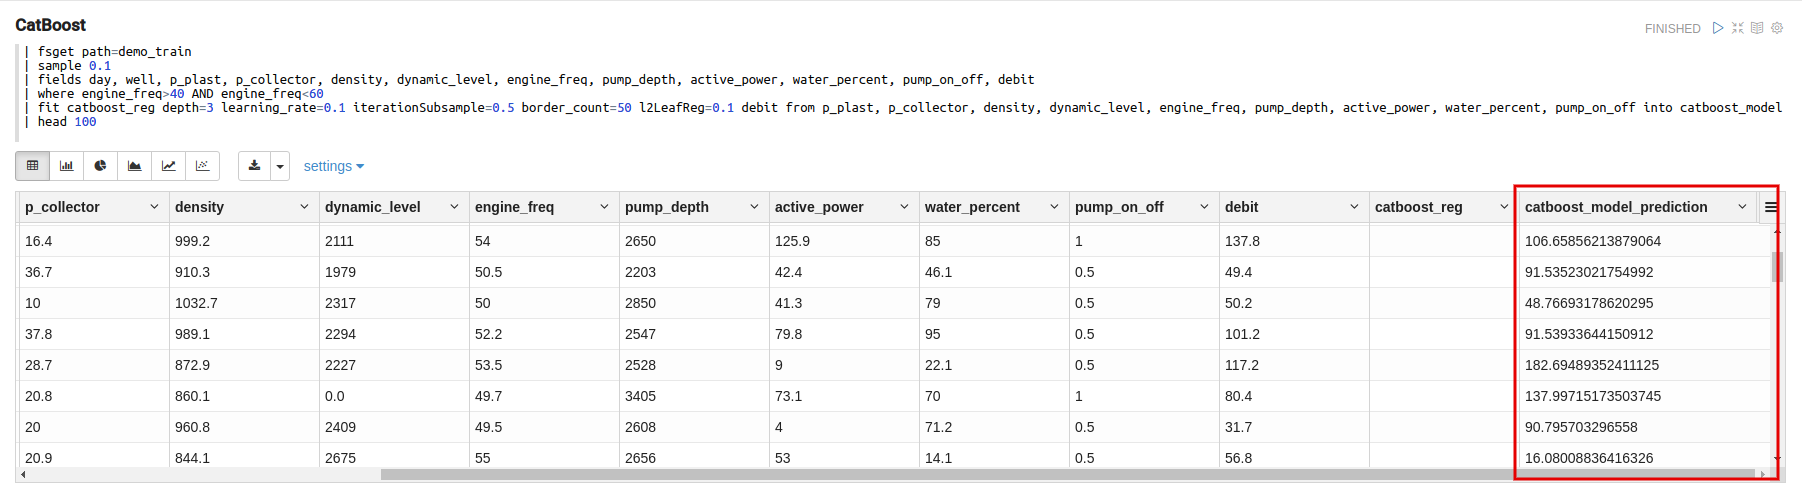 CatBoost
FINISHED
| fsget path=demo_train
| sample 0.1
| fields day, well, p_plast, p_collector, density, dynamic_level, engine_freq, pump_depth, active_power, water_percent, pump_on_off, debit
| where engine_freq>40 AND engine_freq<60
| fit catboost_reg depth=3 learning_rate=0.1 iterationSubsample=0.5 border_count=50 l2LeafReg=0.1 debit from p_plast, p_collector, density, dynamic_level, engine_freq, pump_depth, active_power, water_percent, pump_on_off into catboost_model
| head 100
settings
p_collector density dynamic_level engine_freq pump_depth active_power water_percent pump_on_off debit catboost_reg catboost_model_prediction
16.4 999.2 2111 54 2650 125.9 85 1 137.8 106.65856213879064
36.7 910.3 1979 50.5 2203 42.4 46.1 0.5 49.4 91.53523021754992
10 1032.7 2317 50 2850 41.3 79 0.5 50.2 48.76693178620295
37.8 989.1 2294 52.2 2547 79.8 95 0.5 101.2 91.53933644150912
28.7 872.9 2227 53.5 2528 9 22.1 0.5 117.2 182.69489352411125
20.8 860.1 0.0 49.7 3405 73.1 70 1 80.4 137.99715173503745
20 960.8 2409 49.5 2608 4 71.2 0.5 31.7 90.795703296558
20.9 844.1 2675 55 2656 53 14.1 0.5 56.8 16.08008836416326